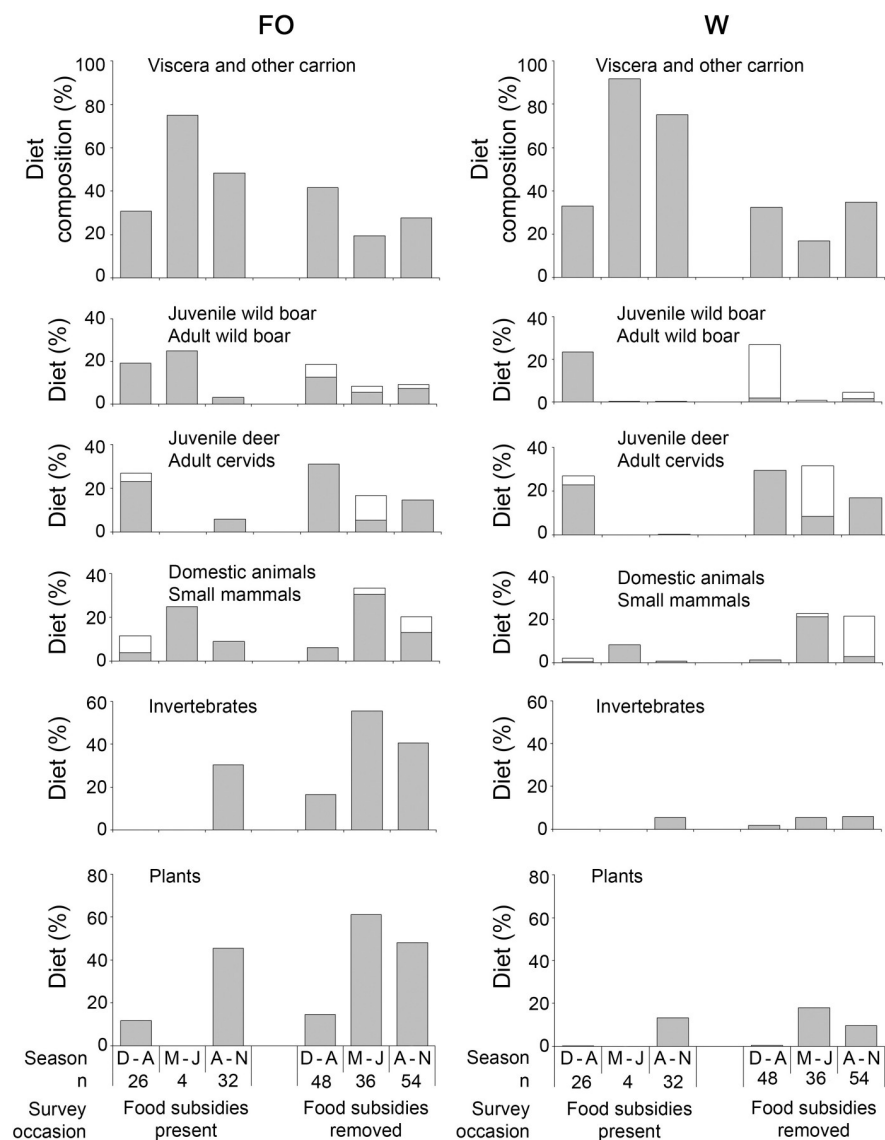 FO
W
Viscera and other carrion
Viscera and other carrion
Diet
composition (%)
100
80
60
40
20
0
Diet
composition (%)
100
80
60
40
20
0
Juvenile wild boar
Adult wild boar
Diet (%)
40
20
0
Juvenile wild boar
Adult wild boar
Diet (%)
40
20
0
Juvenile deer
Adult cervids
Diet (%)
40
20
0
Juvenile deer
Adult cervids
Diet (%)
40
20
0
Domestic animals
Small mammals
Diet (%)
40
20
0
Domestic animals
Small mammals
Diet (%)
40
20
0
Invertebrates
Diet (%)
60
40
20
0
Invertebrates
Diet (%)
60
40
20
0
Plants
Diet (%)
80
60
40
20
0
Plants
Diet (%)
80
60
40
20
0
Season D - A M - J A - N D - A M - J A - N
n 26 4 32 48 36 54
Survey occasion
Food subsidies present
Food subsidies removed
Season D - A M - J A - N D - A M - J A - N
n 26 4 32 48 36 54
Survey occasion
Food subsidies present
Food subsidies removed